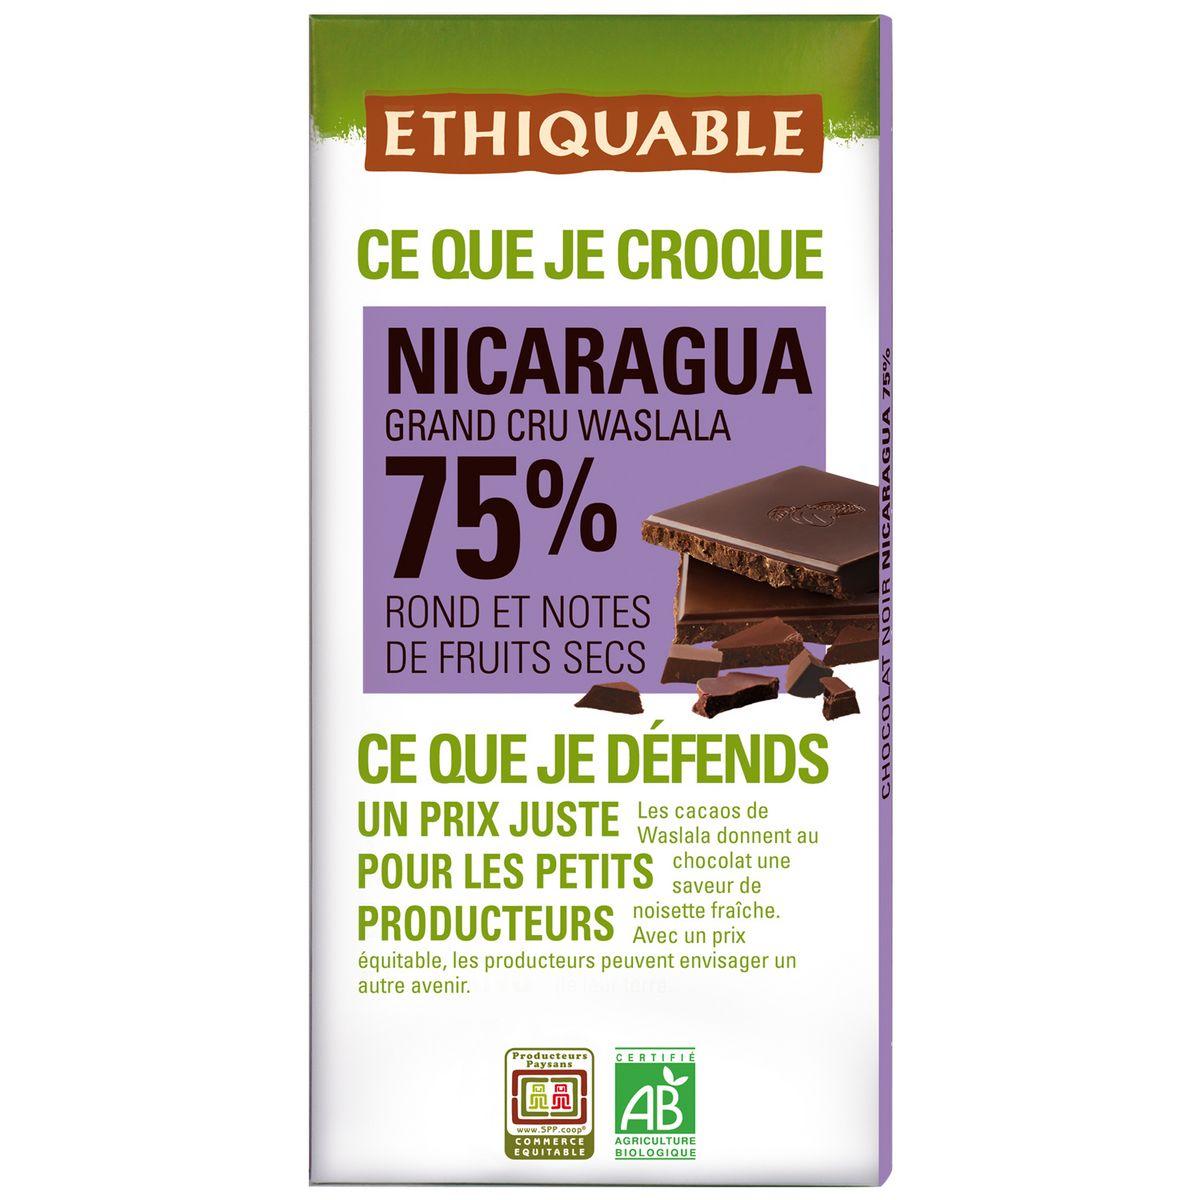 ETHIQUABLE
CE QUE JE CROQUE
NICARAGUA
GRAND CRU WASLALA
75%
ROND ET NOTES
DE FRUITS SECS
CHOCOLAT NOIR NICARAGUA 75%
CE QUE JE DÉFENDS
UN PRIX JUSTE
POUR LES PETITS
PRODUCTEURS
Les cacaos de
Waslala donnent au
chocolat une
saveur de
noisette fraîche.
Avec un prix
équitable, les producteurs peuvent envisager un
autre avenir.
de leur terre.
Producteurs
Paysans
www.SPP.coop®
COMMERCE
EQUITABLE
CERTIFIÉ
AB
AGRICULTURE
BIOLOGIQUE